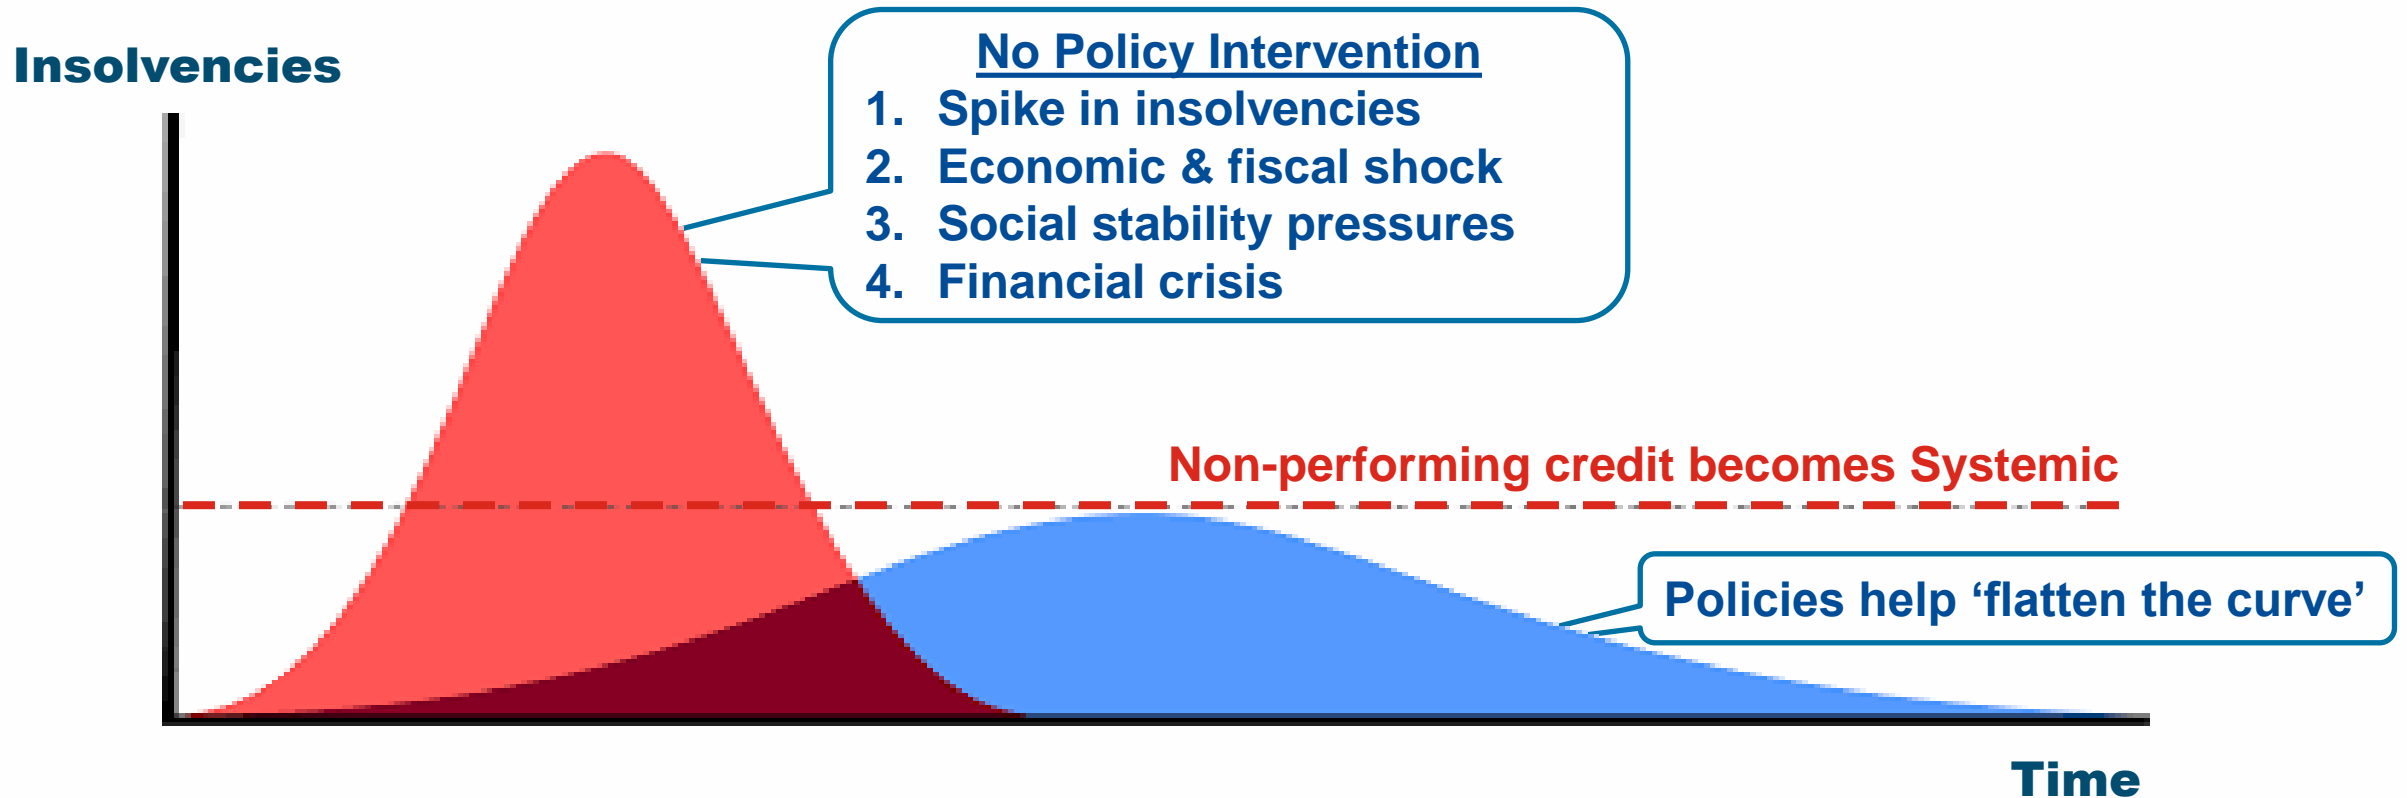 Insolvencies
No Policy Intervention
1. Spike in insolvencies
2. Economic & fiscal shock
3. Social stability pressures
4. Financial crisis
Non-performing credit becomes Systemic
Policies help ‘flatten the curve’
Time